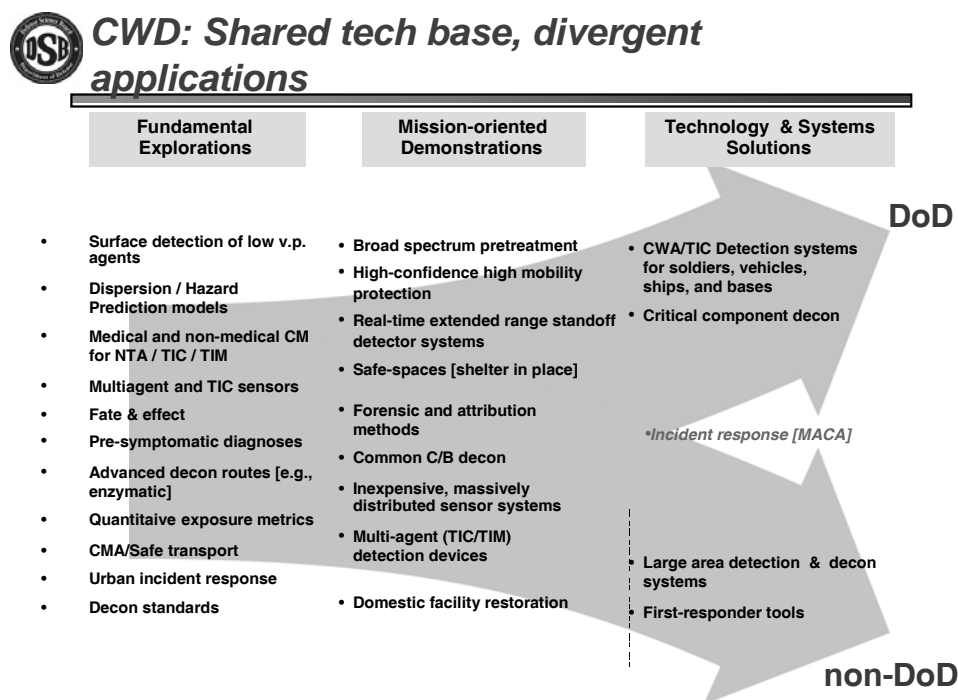 DSB
CWD: Shared tech base, divergent
applications
Fundamental
Explorations
Mission-oriented
Demonstrations
Technology & Systems
Solutions
DoD
• Surface detection of low v.p.
agents
• Dispersion / Hazard
Prediction models
• Medical and non-medical CM
for NTA / TIC / TIM
• Multiagent and TIC sensors
• Fate & effect
• Pre-symptomatic diagnoses
• Advanced decon routes [e.g.,
enzymatic]
• Quantitaive exposure metrics
• CMA/Safe transport
• Urban incident response
• Decon standards
• Broad spectrum pretreatment
• High-confidence high mobility
protection
• Real-time extended range standoff
detector systems
• Safe-spaces [shelter in place]
• Forensic and attribution
methods
• Common C/B decon
• Inexpensive, massively
distributed sensor systems
• Multi-agent (TIC/TIM)
detection devices
• Domestic facility restoration
• CWA/TIC Detection systems
for soldiers, vehicles,
ships, and bases
• Critical component decon
•Incident response [MACA]
• Large area detection & decon
systems
• First-responder tools
non-DoD